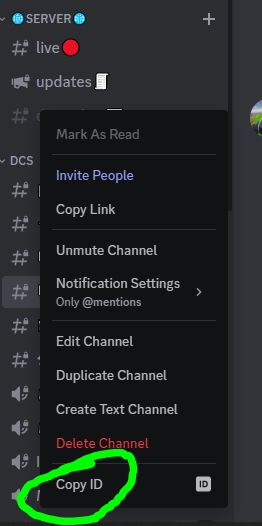 SERVER
live
updates
Mark As Read
Invite People
Copy Link
DCS
Unmute Channel
Notification Settings
Only @mentions
Edit Channel
Duplicate Channel
Create Text Channel
Delete Channel
Copy ID
ID